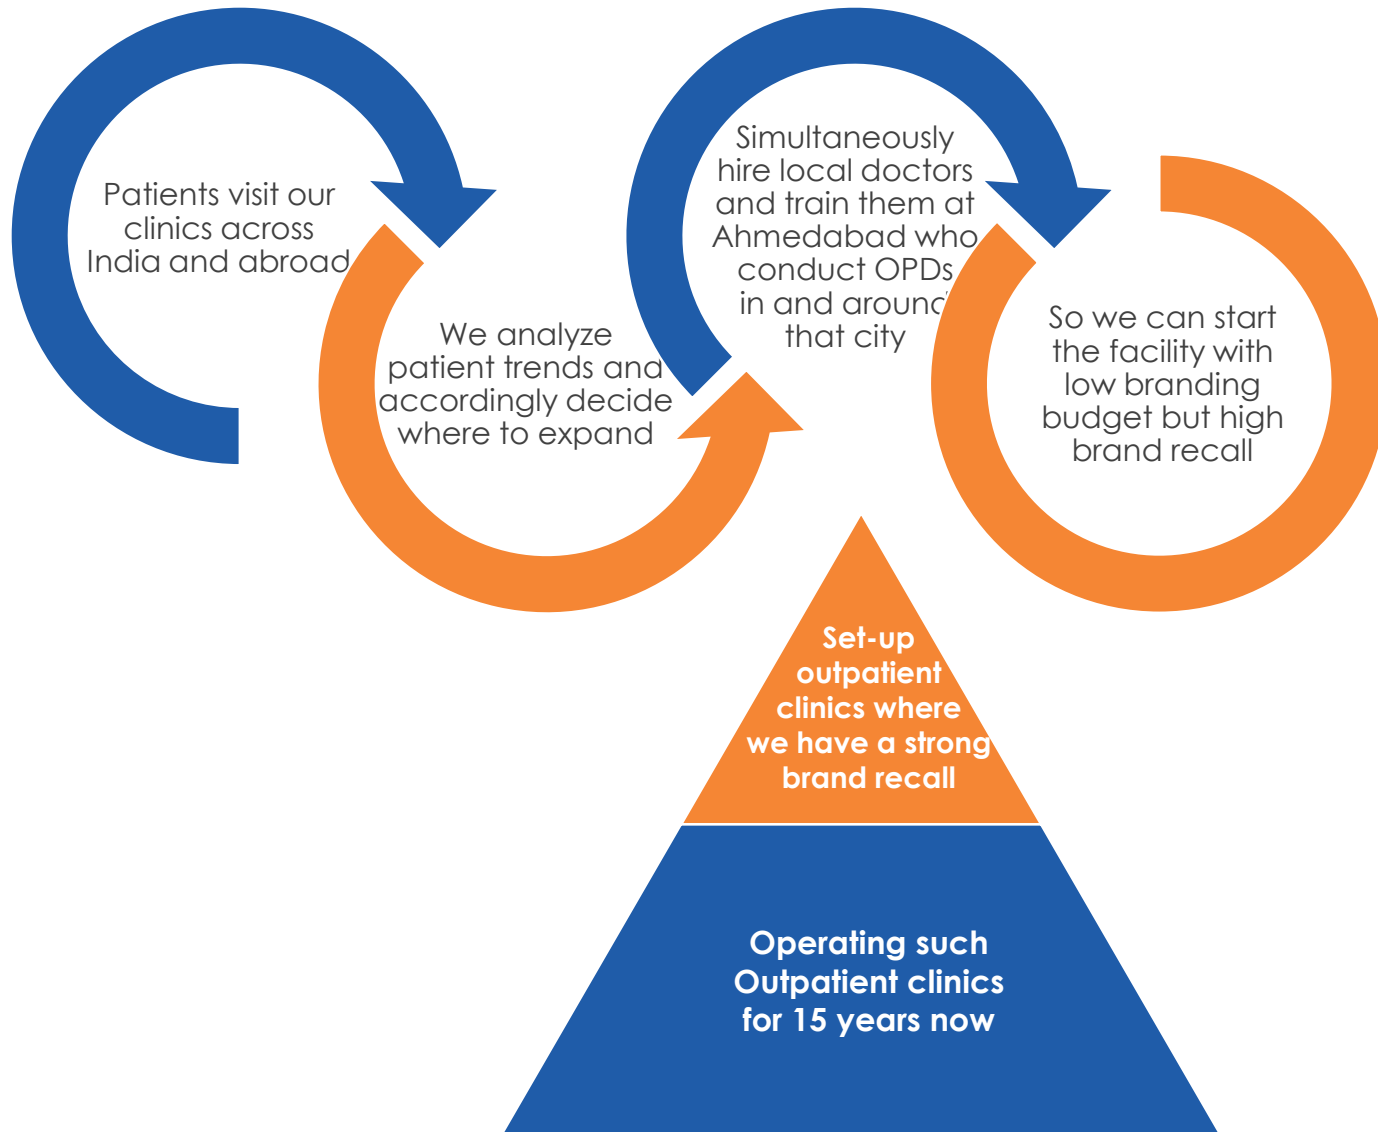 Patients visit our
clinics across
India and abroad
We analyze
patient trends and
accordingly decide
where to expand
Simultaneously
hire local doctors
and train them at
Ahmedabad who
conduct OPDs
in and around
that city
So we can start
the facility with
low branding
budget but high
brand recall
Set-up
outpatient
clinics where
we have a strong
brand recall
Operating such
Outpatient clinics
for 15 years now